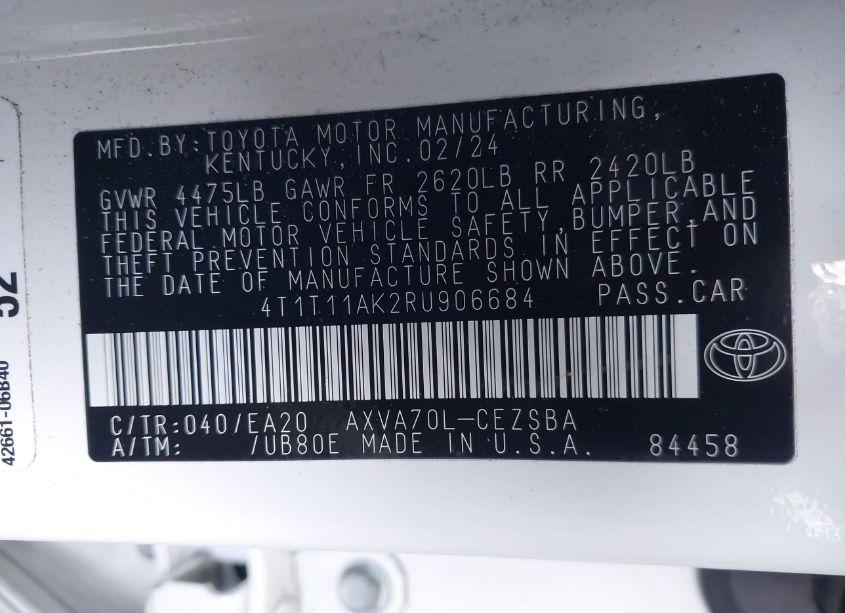 MFD.BY:TOYOTA MOTOR MANUFACTURING,
KENTUCKY,INC.02/24
GVWR 4475LB GAWR FR 2620LB RR 2420LB
THIS VEHICLE CONFORMS TO ALL APPLICABLE
FEDERAL MOTOR VEHICLE SAFETY,BUMPER,AND
THEFT PREVENTION STANDARDS IN EFFECT ON
THE DATE OF MANUFACTURE SHOWN ABOVE.
4T1T11AK2RU906684 PASS.CAR
C/TR:040/EA20 AXVA70L-CEZSBA
A/TM: /UB80E MADE IN U.S.A. 84458
42661-06B40
52